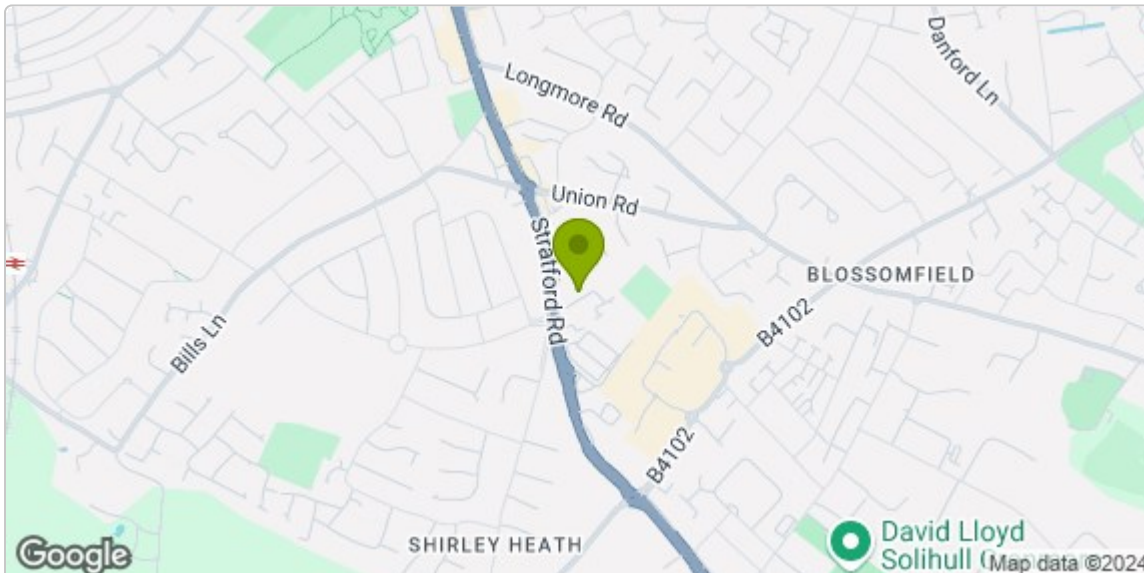 Danford Ln
Longmore Rd
Union Rd
Stratford Rd
BLOSSOMFIELD
B4102
Bills Ln
B4102
SHIRLEY HEATH
David Lloyd
Solihull
Google
Map data ©2024